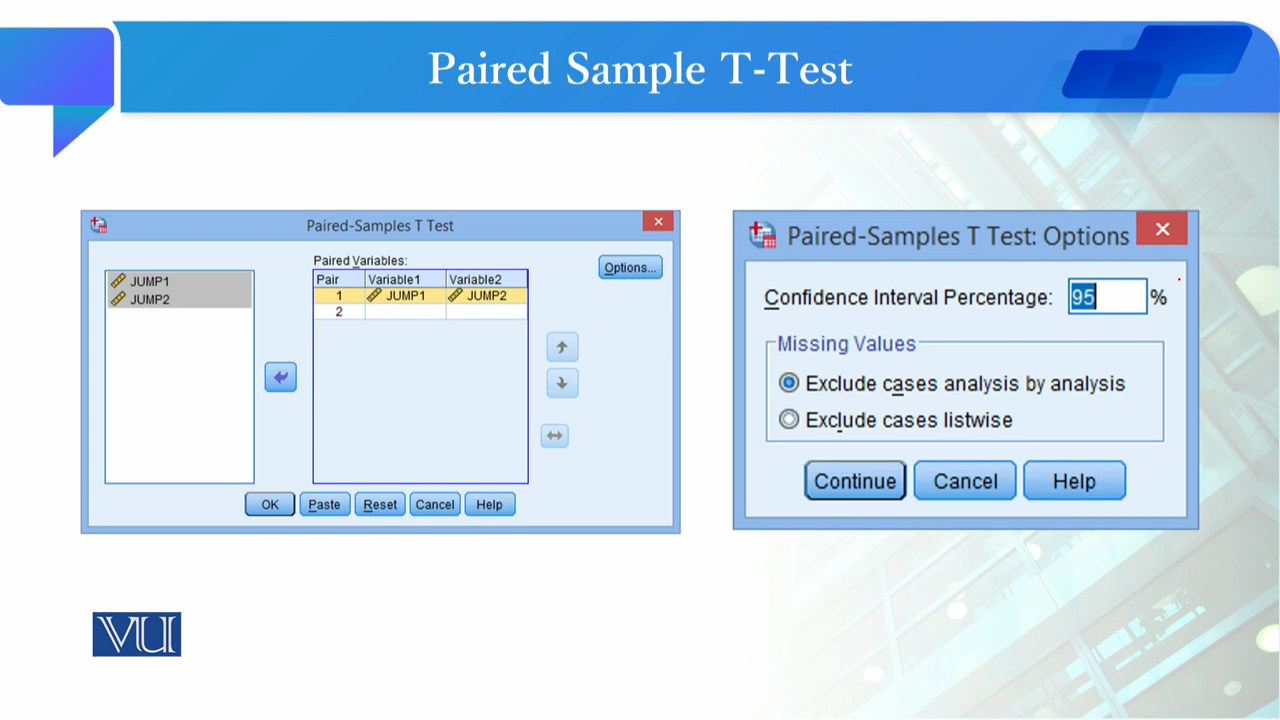 Paired Sample T-Test
Paired-Samples T Test
JUMP1
JUMP2
Paired Variables:
Pair Variable1 Variable2
1 JUMP1 JUMP2
2
Options...
OK Paste Reset Cancel Help
Paired-Samples T Test: Options
Confidence Interval Percentage: 95 %
Missing Values
Exclude cases analysis by analysis
Exclude cases listwise
Continue Cancel Help
VU